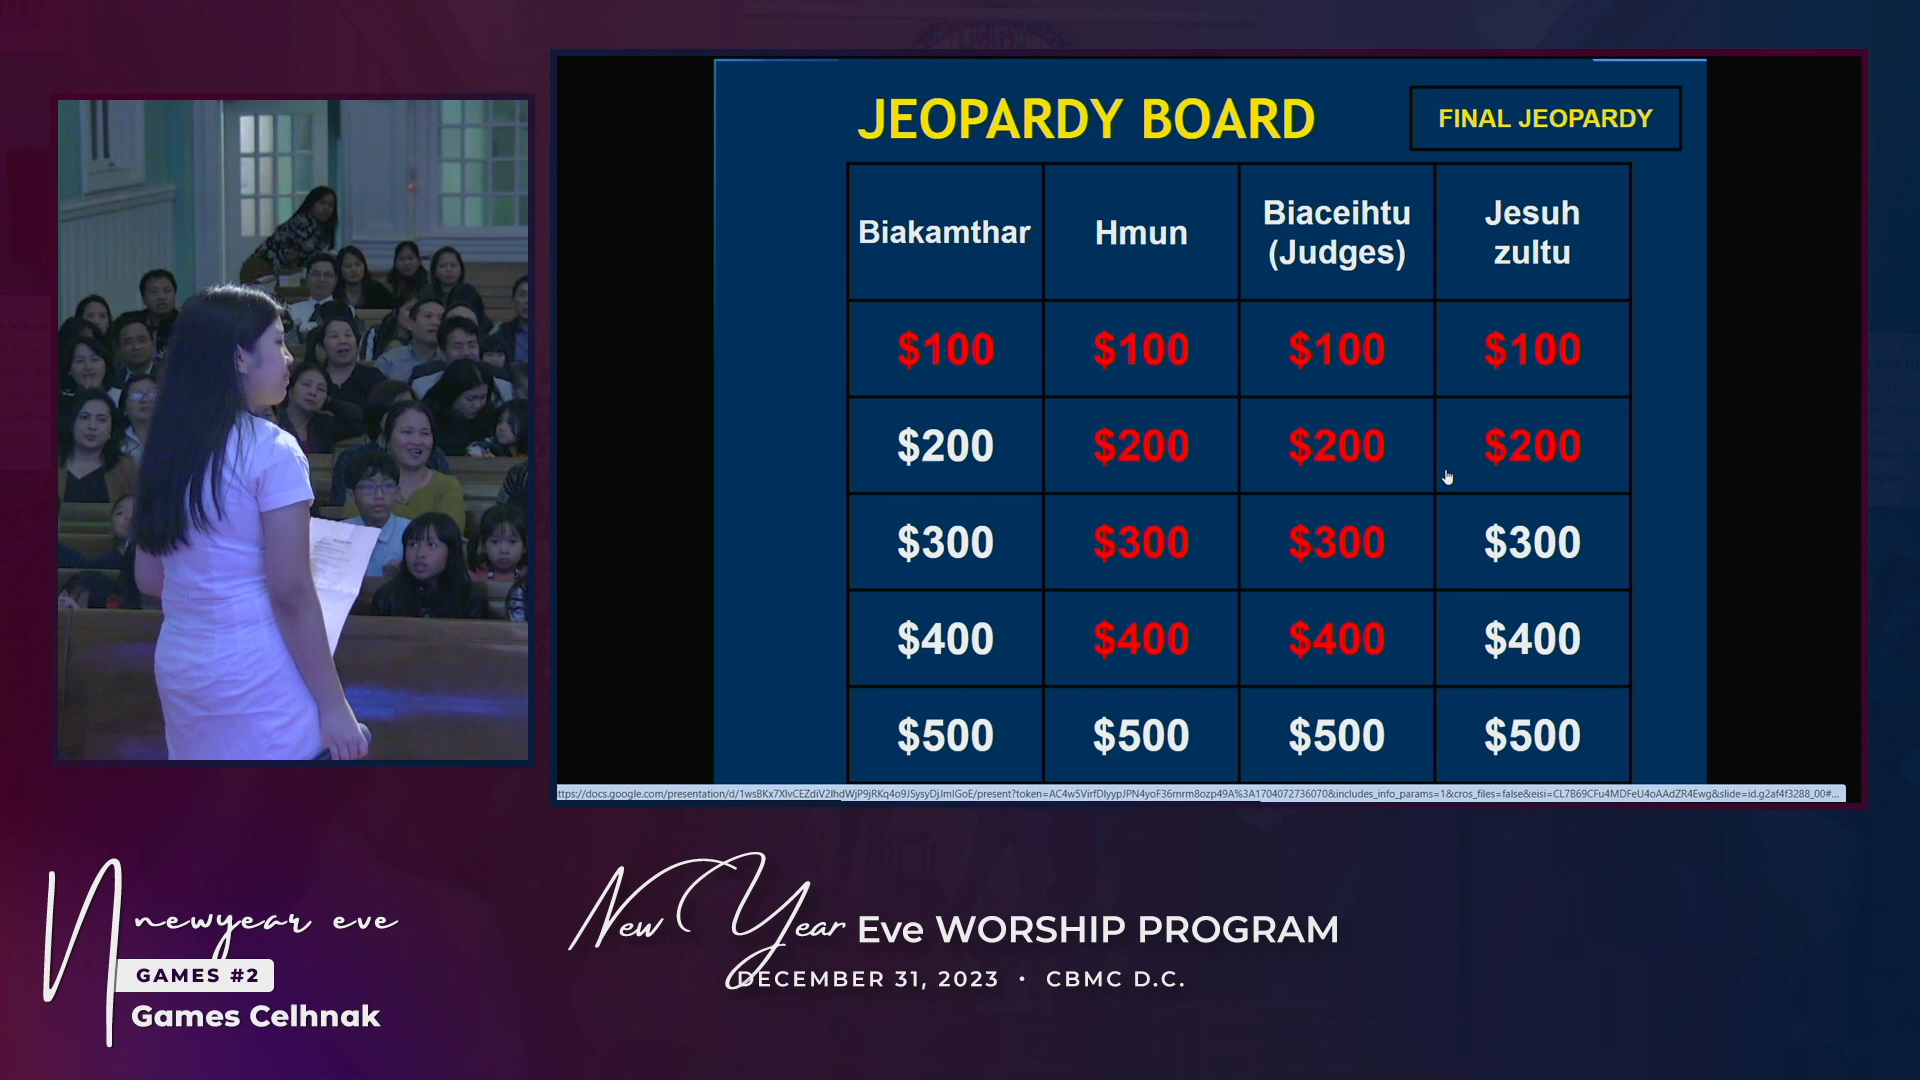 JEOPARDY BOARD
FINAL JEOPARDY
Biakamthar
Hmun
Biaceihtu
(Judges)
Jesuh
zultu
$100 $100 $100 $100
$200 $200 $200 $200
$300 $300 $300 $300
$400 $400 $400 $400
$500 $500 $500 $500
newyear eve
GAMES #2
Games Celhnak
New Year Eve WORSHIP PROGRAM
DECEMBER 31, 2023 • CBMC D.C.